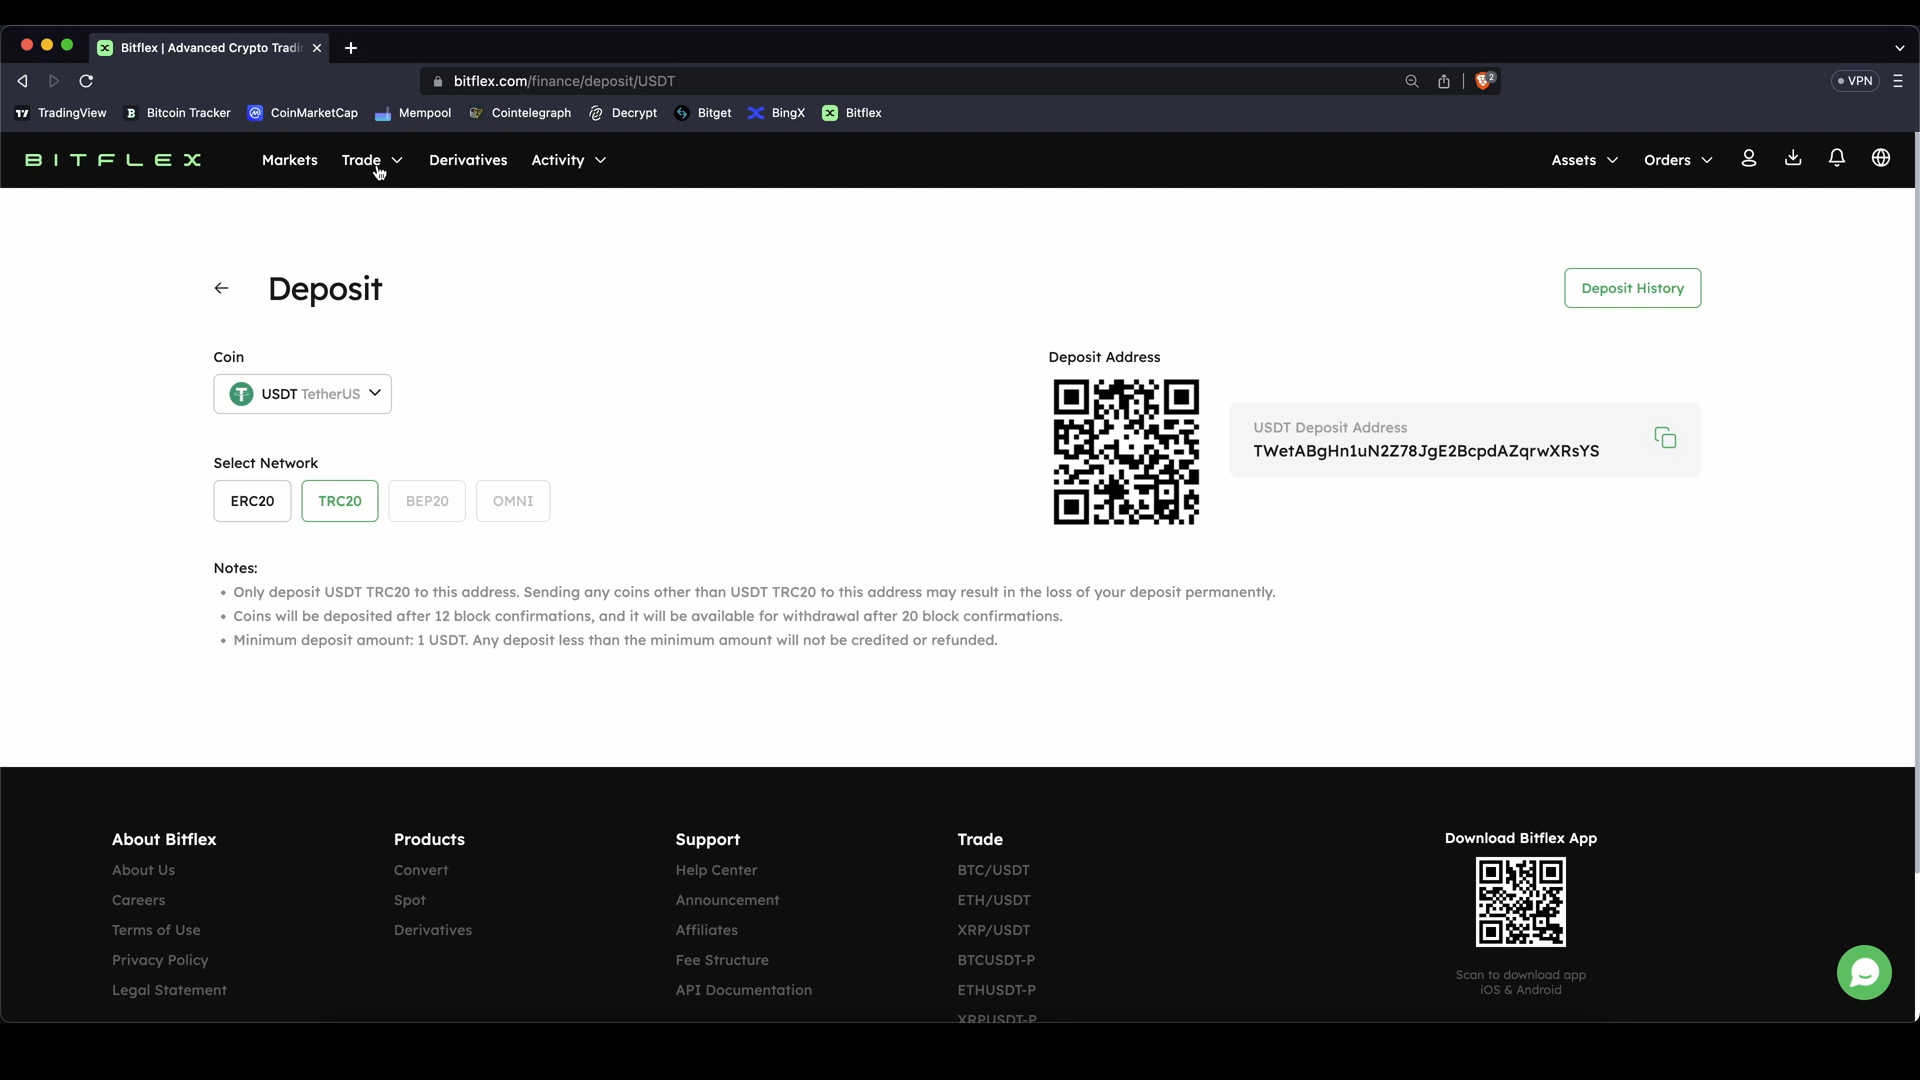 Bitflex | Advanced Crypto Tradi
bitflex.com/finance/deposit/USDT
2
VPN
TradingView
Bitcoin Tracker
CoinMarketCap
Mempool
Cointelegraph
Decrypt
Bitget
BingX
Bitflex
BITFLEX
Markets
Trade
Derivatives
Activity
Assets
Orders
Deposit
Deposit History
Coin
USDT TetherUS
Select Network
ERC20
TRC20
BEP20
OMNI
Deposit Address
USDT Deposit Address
TWetABgHn1uN2Z78JgE2BcpdAZqrwXRsYS
Notes:
• Only deposit USDT TRC20 to this address. Sending any coins other than USDT TRC20 to this address may result in the loss of your deposit permanently.
• Coins will be deposited after 12 block confirmations, and it will be available for withdrawal after 20 block confirmations.
• Minimum deposit amount: 1 USDT. Any deposit less than the minimum amount will not be credited or refunded.
About Bitflex
About Us
Careers
Terms of Use
Privacy Policy
Legal Statement
Products
Convert
Spot
Derivatives
Support
Help Center
Announcement
Affiliates
Fee Structure
API Documentation
Trade
BTC/USDT
ETH/USDT
XRP/USDT
BTCUSDT-P
ETHUSDT-P
XRPUSDT-P
Download Bitflex App
Scan to download app
iOS & Android